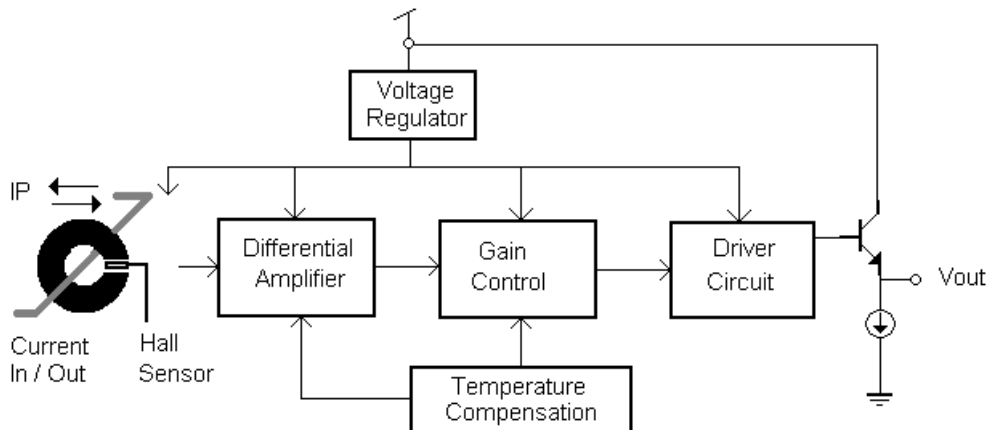 Voltage
Regulator
IP
Differential
Amplifier
Gain
Control
Driver
Circuit
Vout
Current
In / Out
Hall
Sensor
Temperature
Compensation